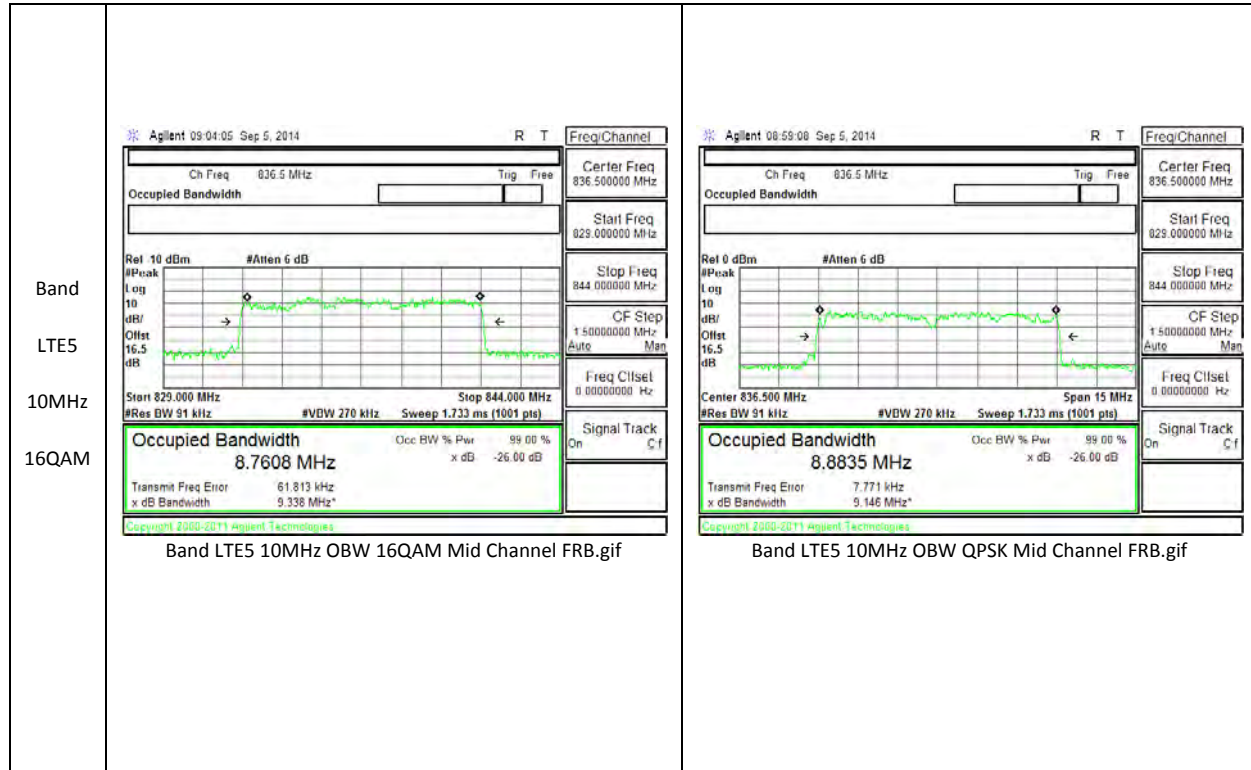 Band
LTE5
10MHz
16QAM
Agilent 09:04:05 Sep 5, 2014 R T
Ch Freq 836.5 MHz Trig Free
Occupied Bandwidth
Ref 10 dBm #Atten 6 dB
#Peak
Log
10
dB/
Offst
16.5
dB
Start 829.000 MHz Stop 844.000 MHz
#Res BW 91 kHz #VBW 270 kHz Sweep 1.733 ms (1001 pts)
Occupied Bandwidth Occ BW % Pwr 99.00 %
8.7608 MHz x dB -26.00 dB
Transmit Freq Error 61.813 kHz
x dB Bandwidth 9.338 MHz*
Copyright 2000-2011 Agilent Technologies
Freq/Channel
Center Freq
836.500000 MHz
Start Freq
829.000000 MHz
Stop Freq
844.000000 MHz
CF Step
1.50000000 MHz
Auto Man
Freq Offset
0.00000000 Hz
Signal Track
On Off
Band LTE5 10MHz OBW 16QAM Mid Channel FRB.gif
Agilent 08:59:08 Sep 5, 2014 R T
Ch Freq 836.5 MHz Trig Free
Occupied Bandwidth
Ref 0 dBm #Atten 6 dB
#Peak
Log
10
dB/
Offst
16.5
dB
Center 836.500 MHz Span 15 MHz
#Res BW 91 kHz #VBW 270 kHz Sweep 1.733 ms (1001 pts)
Occupied Bandwidth Occ BW % Pwr 99.00 %
8.8835 MHz x dB -26.00 dB
Transmit Freq Error 7.771 kHz
x dB Bandwidth 9.146 MHz*
Copyright 2000-2011 Agilent Technologies
Freq/Channel
Center Freq
836.500000 MHz
Start Freq
829.000000 MHz
Stop Freq
844.000000 MHz
CF Step
1.50000000 MHz
Auto Man
Freq Offset
0.00000000 Hz
Signal Track
On Off
Band LTE5 10MHz OBW QPSK Mid Channel FRB.gif